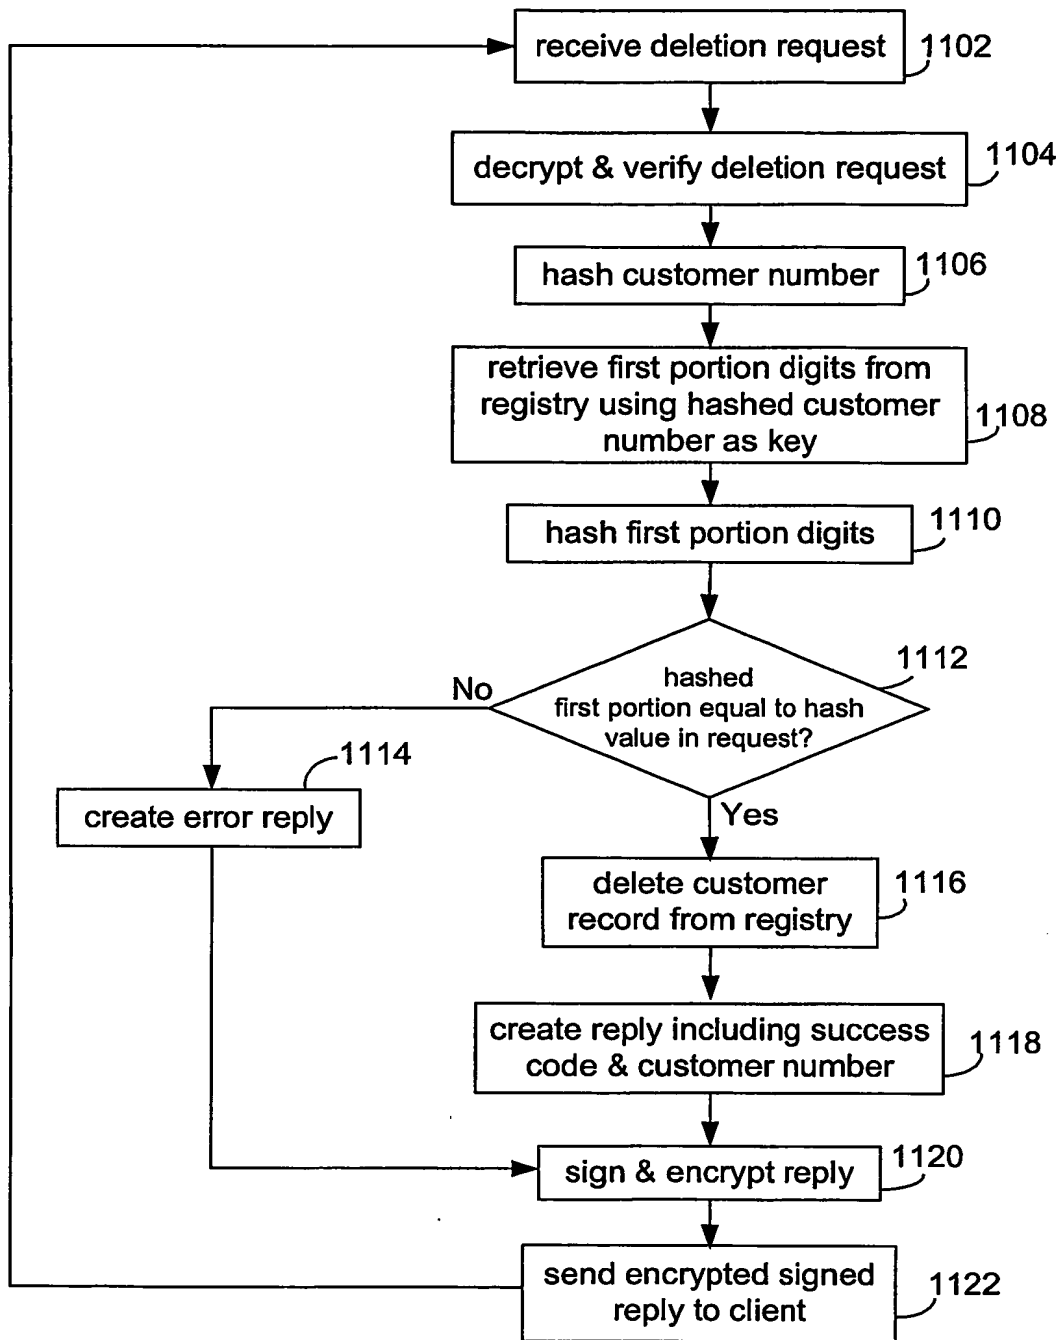 receive deletion request
1102
decrypt & verify deletion request
1104
hash customer number
1106
retrieve first portion digits from
registry using hashed customer
number as key
1108
hash first portion digits
1110
hashed
first portion equal to hash
value in request?
1112
No
Yes
1114
create error reply
delete customer
record from registry
1116
create reply including success
code & customer number
1118
sign & encrypt reply
1120
send encrypted signed
reply to client
1122